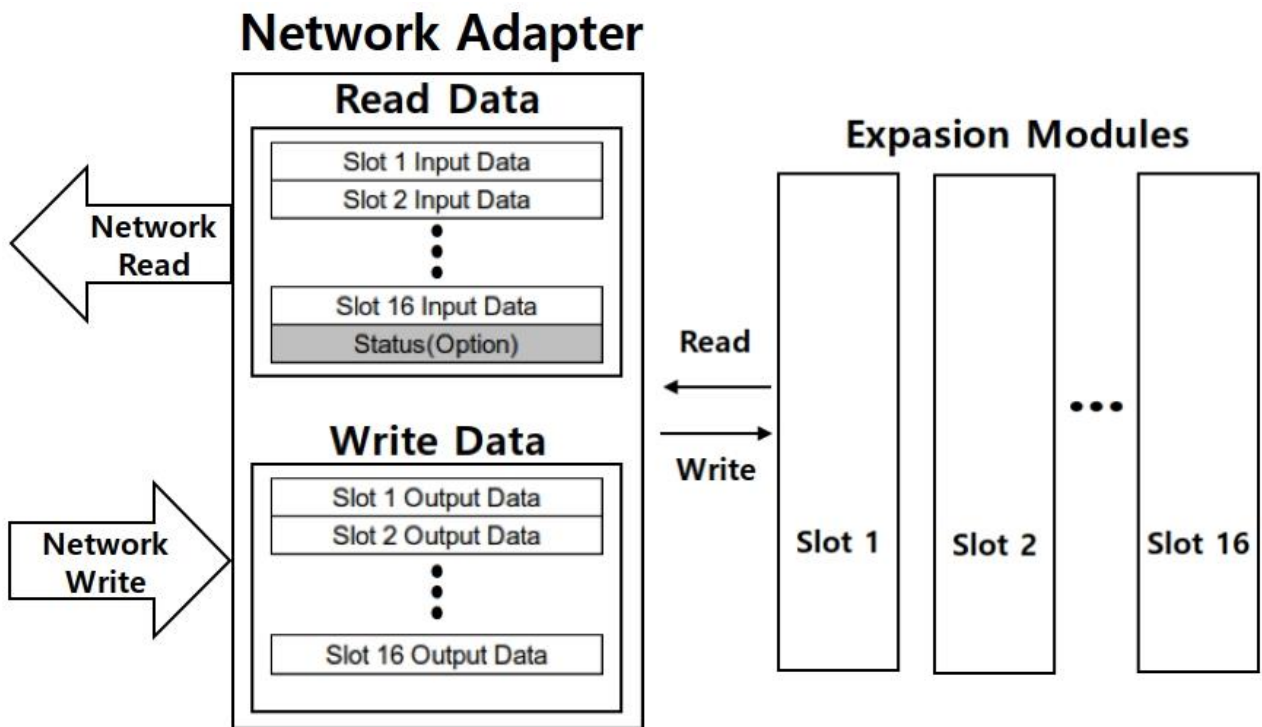 Network Adapter
Read Data
Slot 1 Input Data
Slot 2 Input Data
Slot 16 Input Data
Status(Option)
Network
Read
Write Data
Slot 1 Output Data
Slot 2 Output Data
Slot 16 Output Data
Network
Write
Read
Write
Expasion Modules
Slot 1
Slot 2
Slot 16